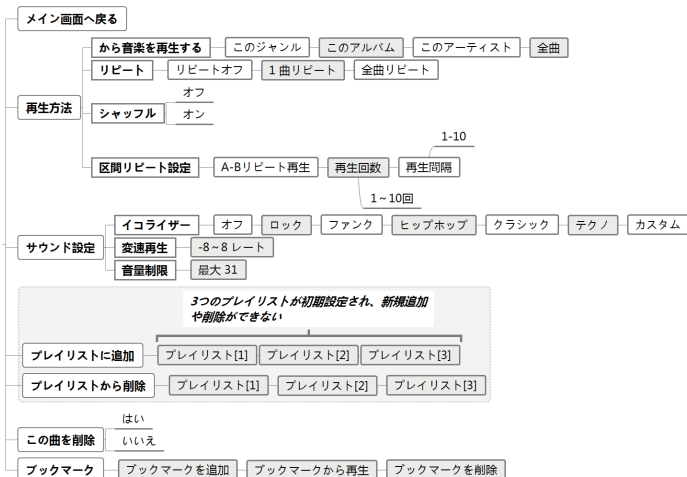 メイン画面へ戻る
再生方法
から音楽を再生する このジャンル このアルバム このアーティスト 全曲
リピート リピートオフ 1曲リピート 全曲リピート
シャッフル
オフ
オン
区間リピート設定 A-Bリピート再生 再生回数 再生間隔
1-10
1~10回
サウンド設定
イコライザー オフ ロック ファンク ヒップホップ クラシック テクノ カスタム
変速再生 -8~8 レート
音量制限 最大 31
3つのプレイリストが初期設定され、新規追加
や削除ができない
プレイリストに追加 プレイリスト[1] プレイリスト[2] プレイリスト[3]
プレイリストから削除 プレイリスト[1] プレイリスト[2] プレイリスト[3]
この曲を削除
はい
いいえ
ブックマーク ブックマークを追加 ブックマークから再生 ブックマークを削除